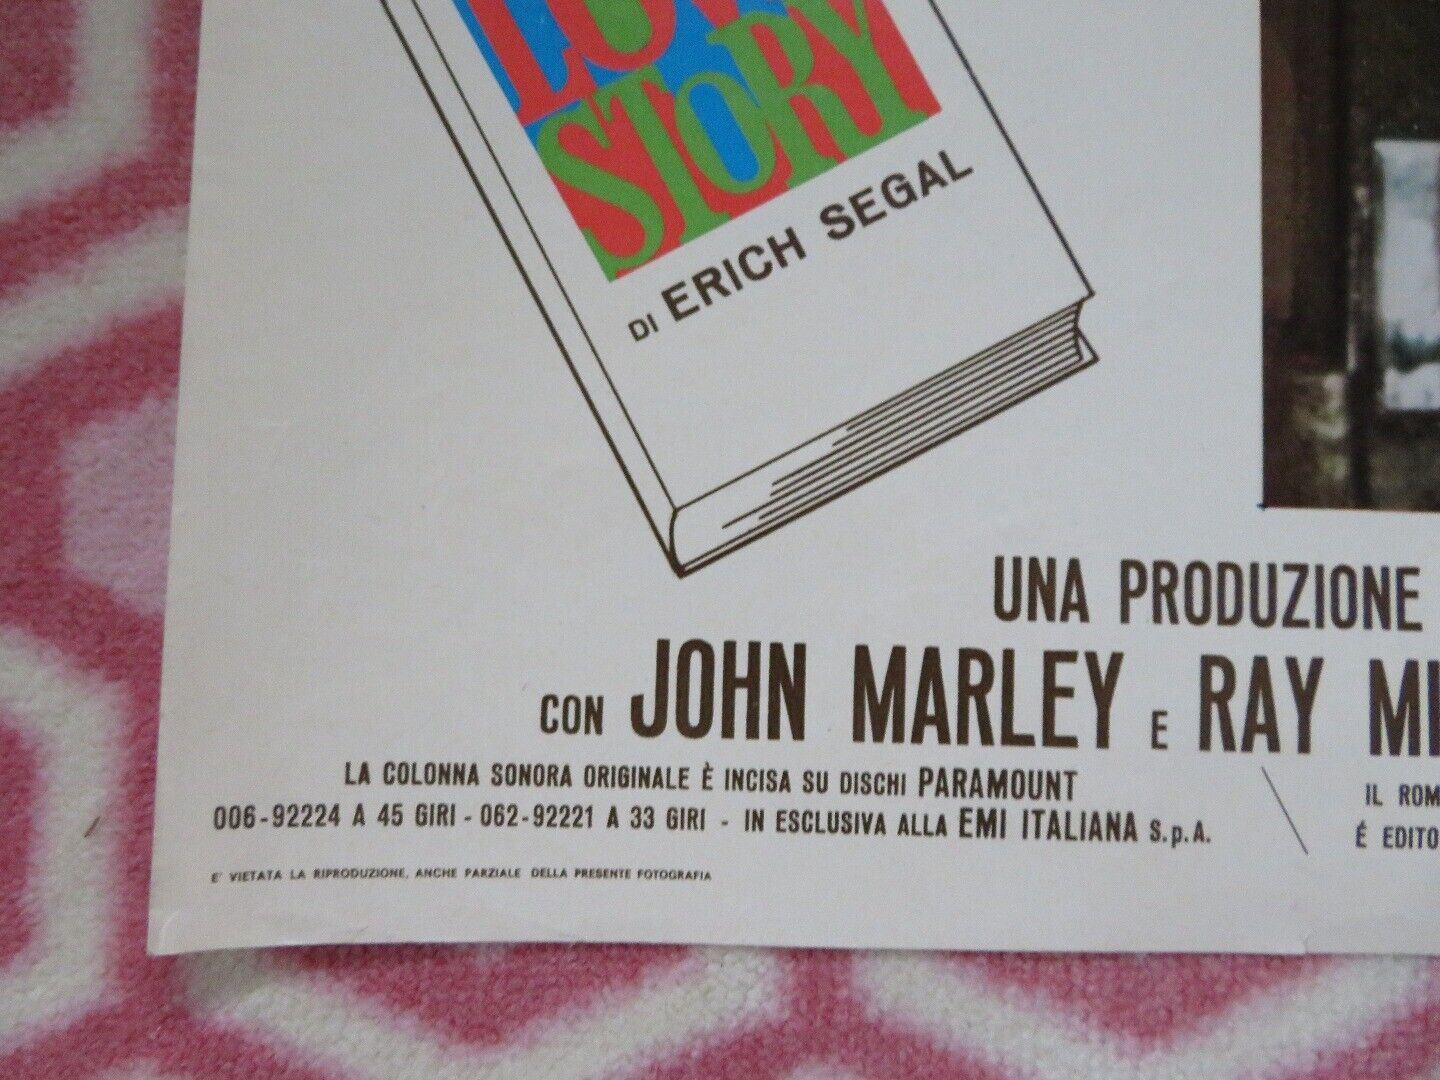 LOV
STORY
DI ERICH SEGAL
UNA PRODUZIONE
CON JOHN MARLEY E RAY MI
LA COLONNA SONORA ORIGINALE È INCISA SU DISCHI PARAMOUNT
006-92224 A 45 GIRI - 062-92221 A 33 GIRI - IN ESCLUSIVA ALLA EMI ITALIANA S.p.A.
IL ROM
É EDITO
E' VIETATA LA RIPRODUZIONE, ANCHE PARZIALE DELLA PRESENTE FOTOGRAFIA